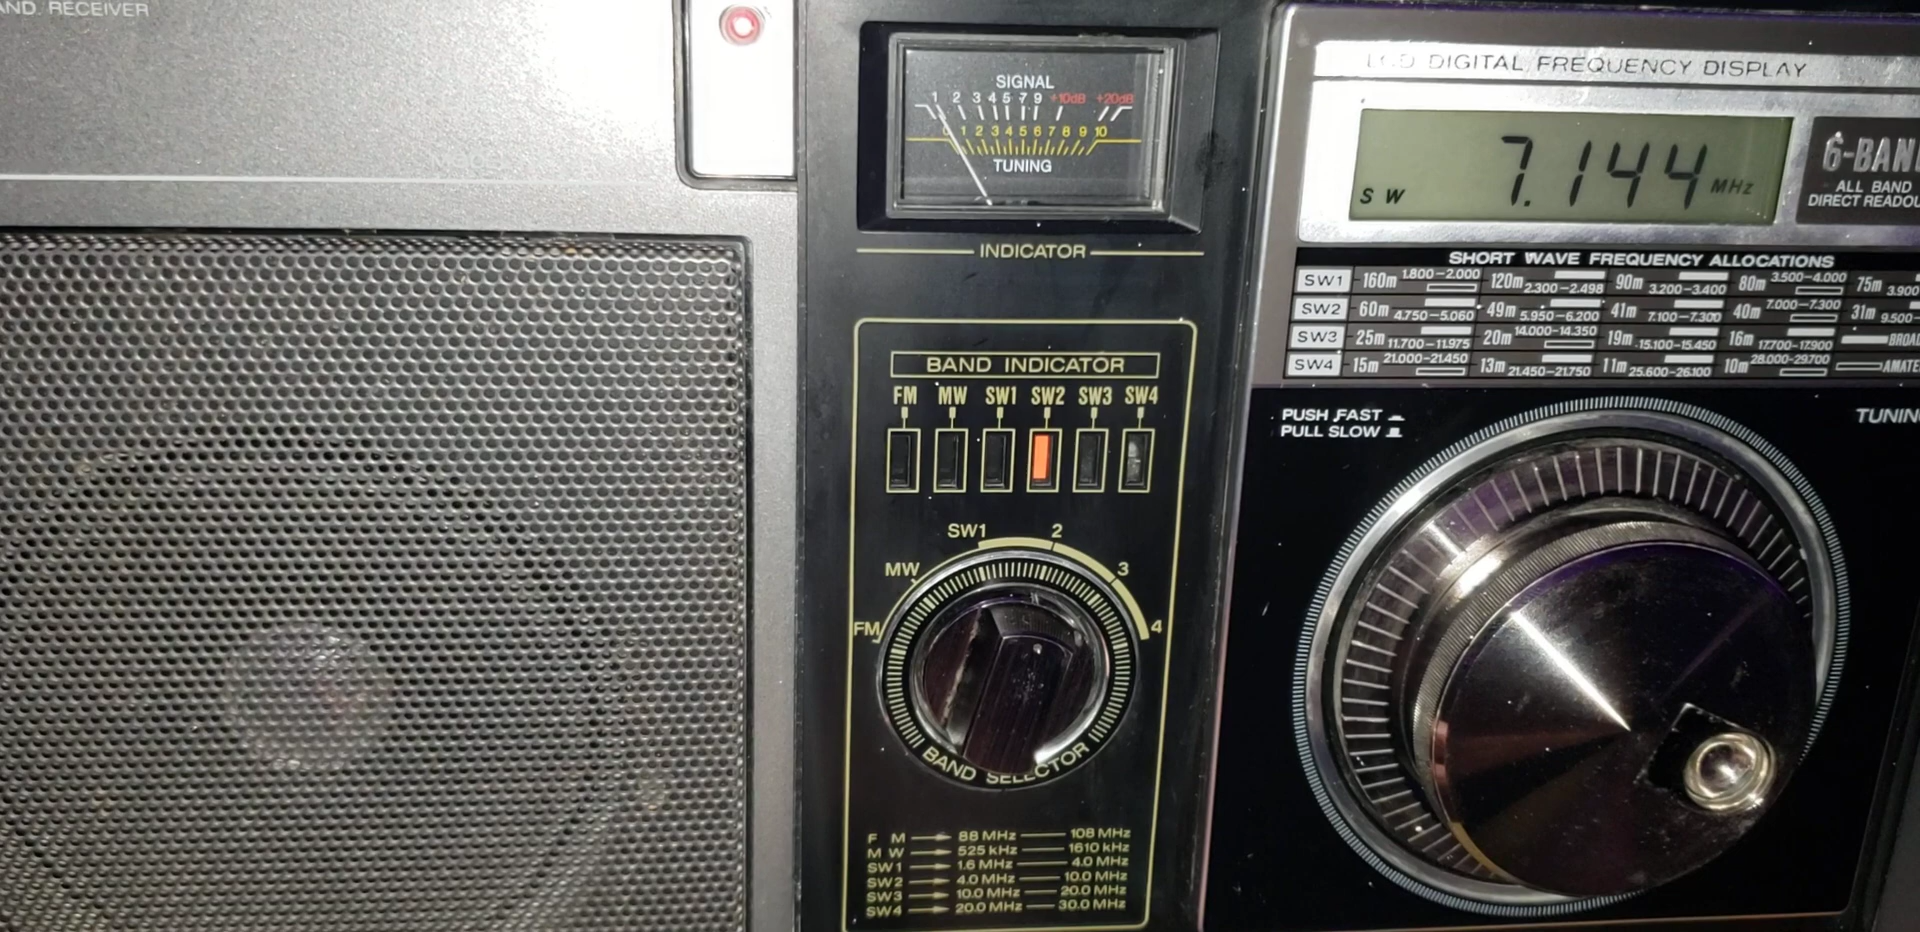 AND. RECEIVER
SIGNAL
1 2 3 4 5 7 9 +10dB +20dB
0 1 2 3 4 5 6 7 8 9 10
TUNING
INDICATOR
BAND INDICATOR
FM MW SW1 SW2 SW3 SW4
SW1 2
MW 3
FM 4
BAND SELECTOR
F M 88 MHz 108 MHz
M W 525 kHz 1610 kHz
SW1 1.6 MHz 4.0 MHz
SW2 4.0 MHz 10.0 MHz
SW3 10.0 MHz 20.0 MHz
SW4 20.0 MHz 30.0 MHz
LCD DIGITAL FREQUENCY DISPLAY
SW 7.144 MHz
6-BAN
ALL BAND
DIRECT READOU
SHORT WAVE FREQUENCY ALLOCATIONS
SW1 160m 1.800-2.000 120m 2.300-2.498 90m 3.200-3.400 80m 3.500-4.000 75m 3.900
SW2 60m 4.750-5.060 49m 5.950-6.200 41m 7.100-7.300 40m 7.000-7.300 31m 9.500-
SW3 25m 11.700-11.975 20m 14.000-14.350 19m 15.100-15.450 16m 17.700-17.900 BROAD
SW4 15m 21.000-21.450 13m 21.450-21.750 11m 25.600-26.100 10m 28.000-29.700 AMATE
PUSH FAST
PULL SLOW
TUNING